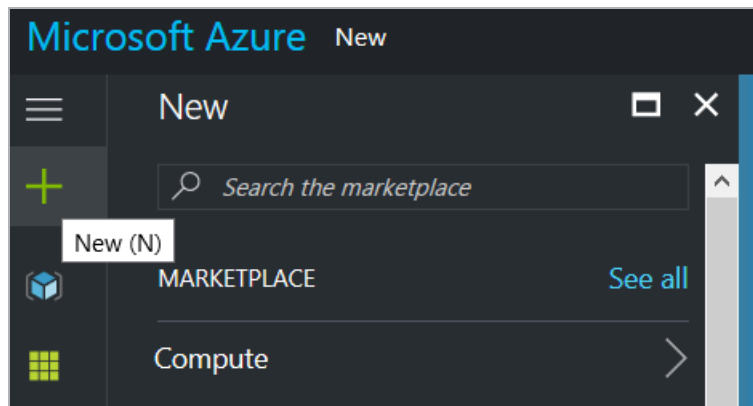 Microsoft Azure New
New
Search the marketplace
New (N)
MARKETPLACE See all
Compute